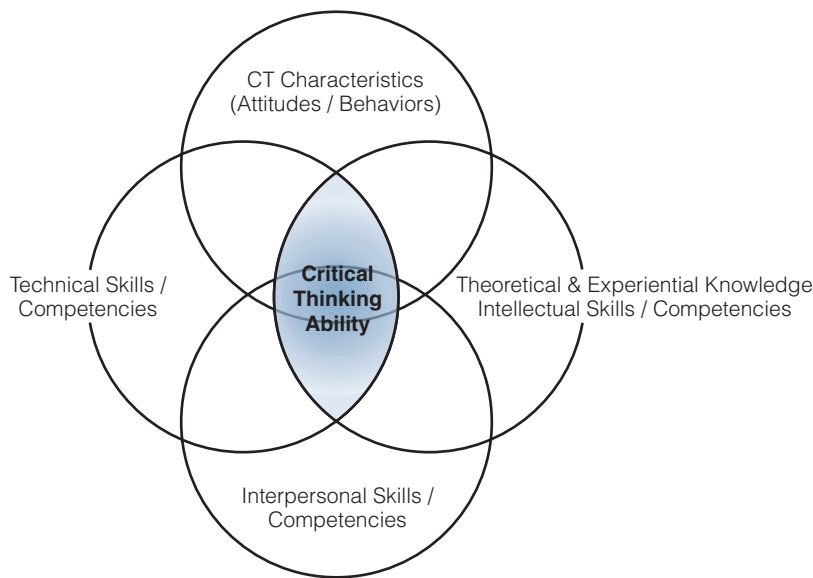 CT Characteristics
(Attitudes / Behaviors)
Technical Skills /
Competencies
Critical
Thinking
Ability
Theoretical & Experiential Knowledge
Intellectual Skills / Competencies
Interpersonal Skills /
Competencies